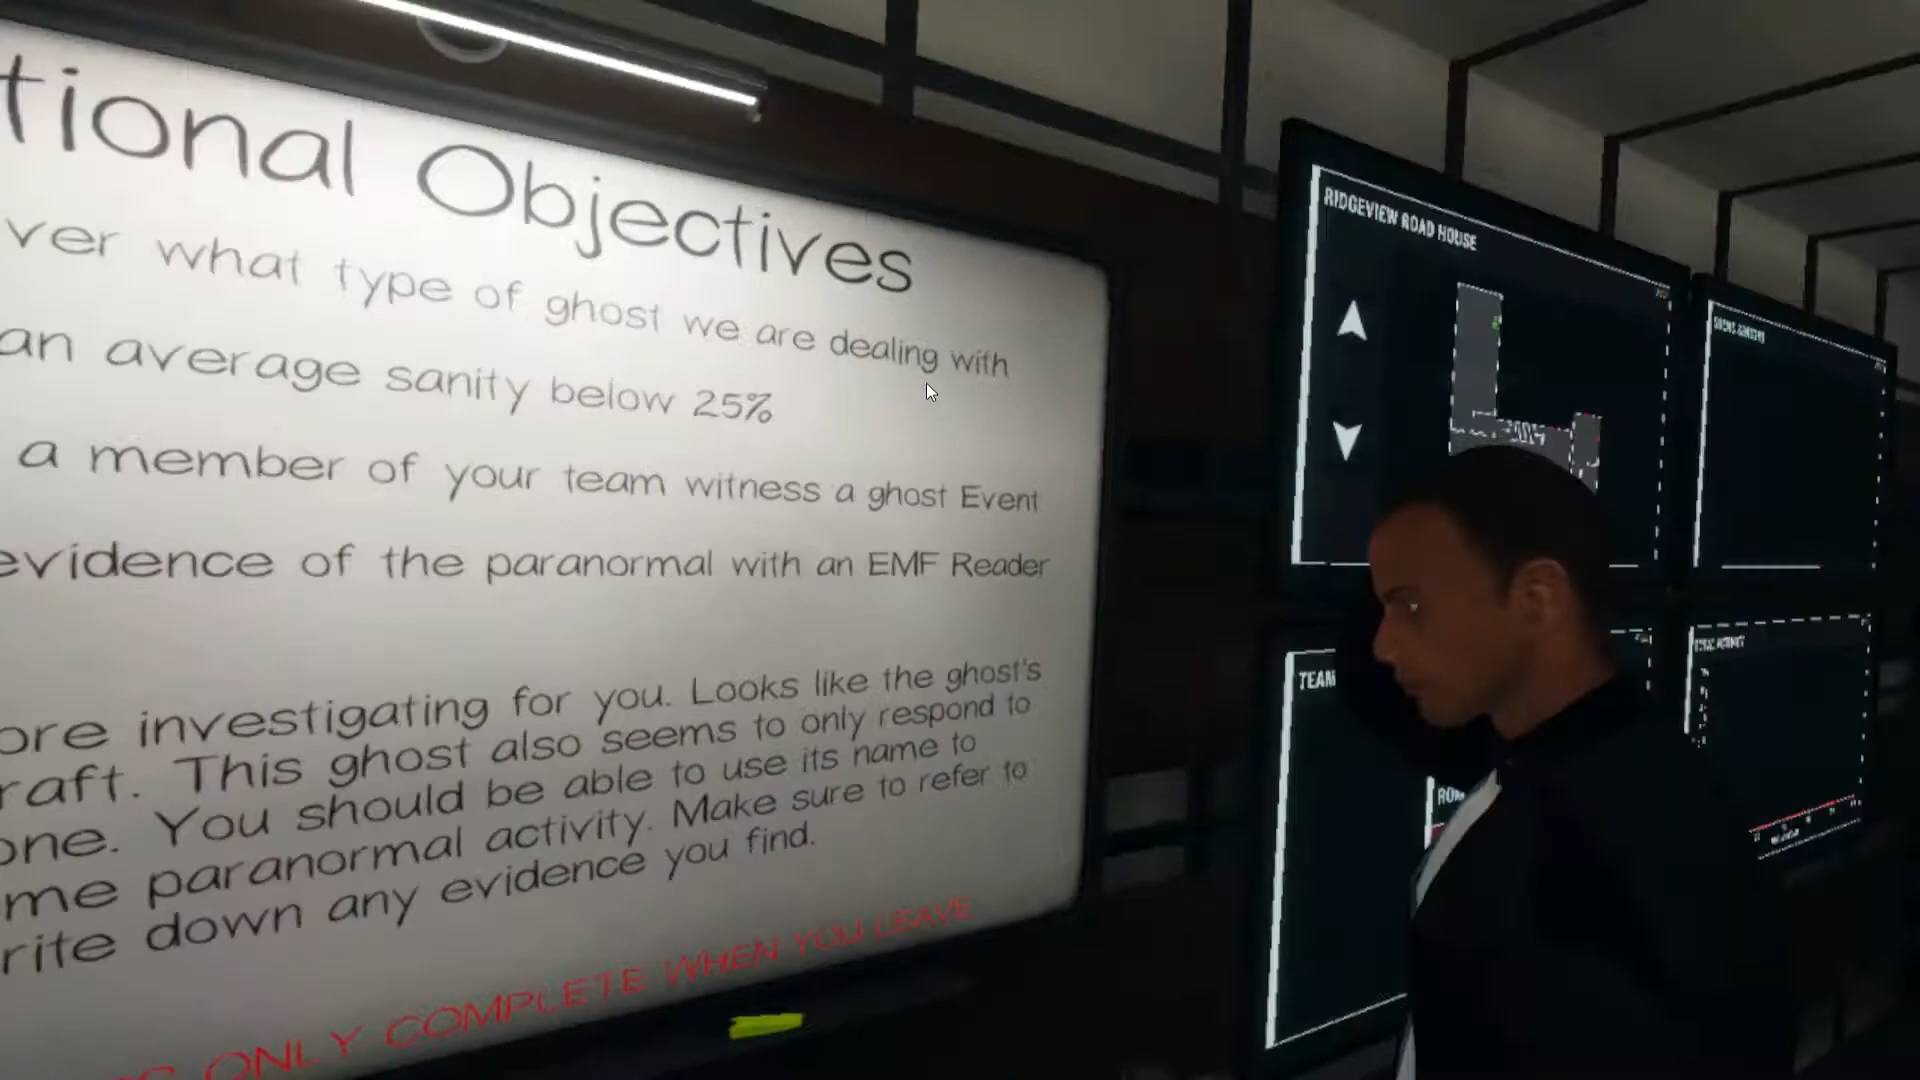 tional Objectives
ver what type of ghost we are dealing with
an average sanity below 25%
a member of your team witness a ghost Event
evidence of the paranormal with an EMF Reader
ore investigating for you. Looks like the ghost's
raft. This ghost also seems to only respond to
one. You should be able to use its name to
me paranormal activity. Make sure to refer to
rite down any evidence you find.
ONLY COMPLETE WHEN YOU LEAVE
RIDGEVIEW ROAD HOUSE
TEAM